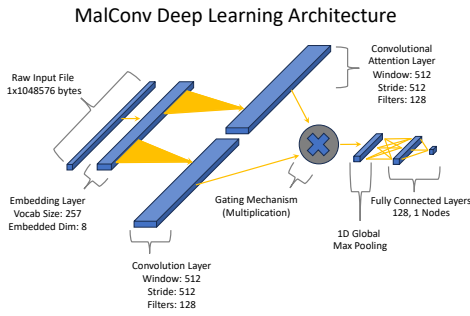 MalConv Deep Learning Architecture
Raw Input File
1x1048576 bytes
Convolutional
Attention Layer
Window: 512
Stride: 512
Filters: 128
Embedding Layer
Vocab Size: 257
Embedded Dim: 8
Gating Mechanism
(Multiplication)
Fully Connected Layers
128, 1 Nodes
1D Global
Max Pooling
Convolution Layer
Window: 512
Stride: 512
Filters: 128